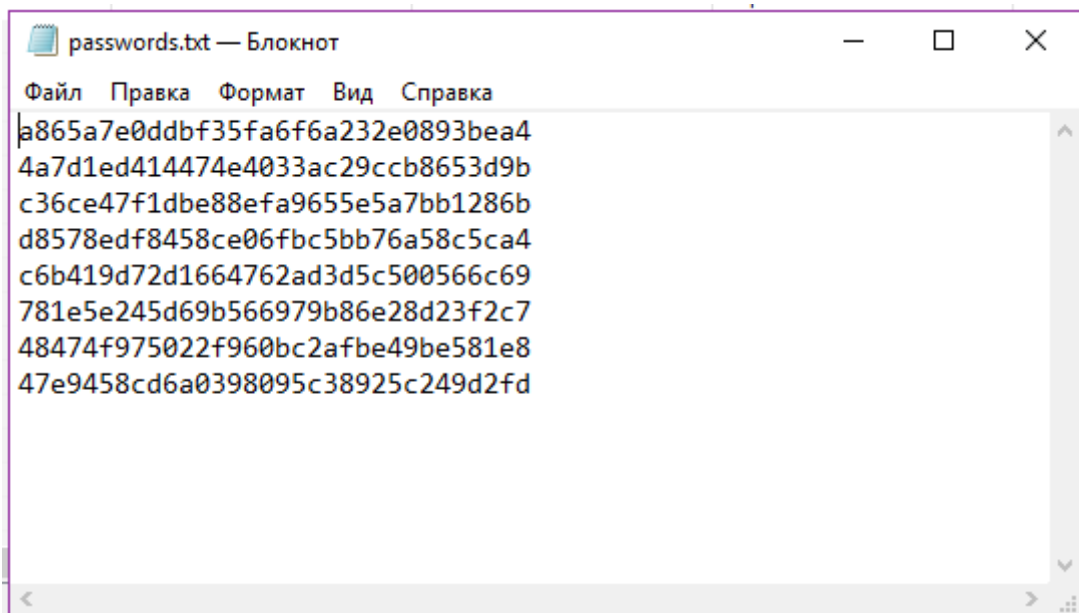 passwords.txt — Блокнот
Файл Правка Формат Вид Справка
a865a7e0ddbf35fa6f6a232e0893bea4
4a7d1ed414474e4033ac29ccb8653d9b
c36ce47f1dbe88efa9655e5a7bb1286b
d8578edf8458ce06fbc5bb76a58c5ca4
c6b419d72d1664762ad3d5c500566c69
781e5e245d69b566979b86e28d23f2c7
48474f975022f960bc2afbe49be581e8
47e9458cd6a0398095c38925c249d2fd